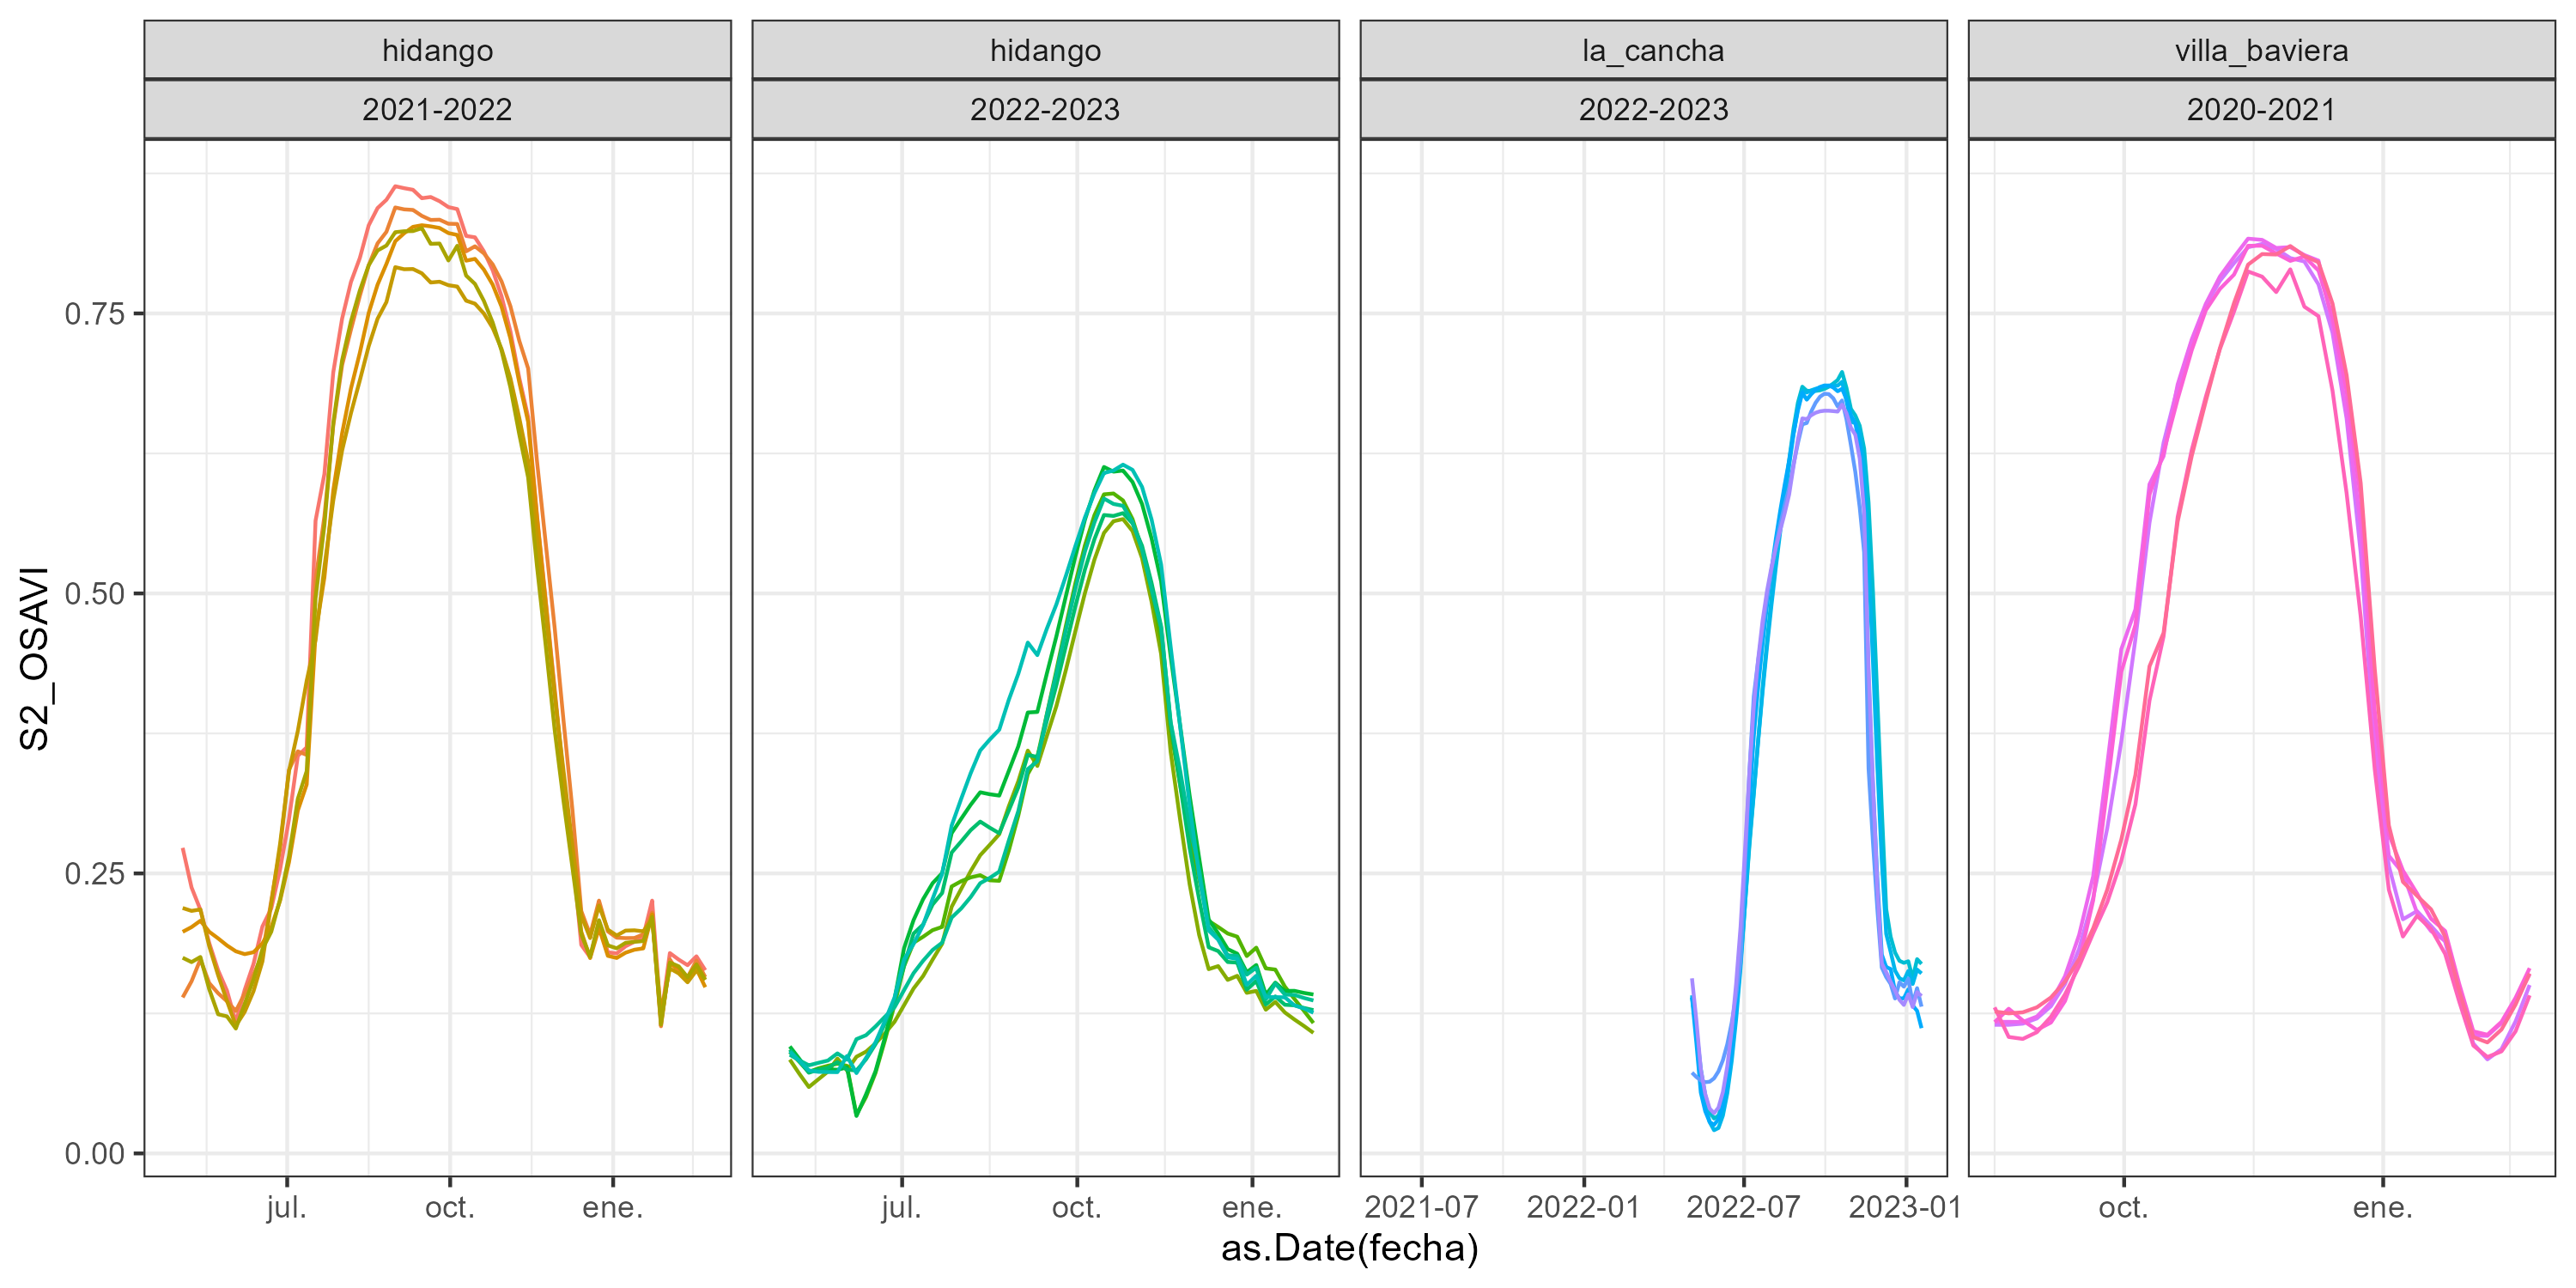 hidango hidango la_cancha villa_baviera
2021-2022 2022-2023 2022-2023 2020-2021
0.75
0.50
0.25
0.00
S2_OSAVI
jul. oct. ene. jul. oct. ene. 2021-07 2022-01 2022-07 2023-01 oct. ene.
as.Date(fecha)